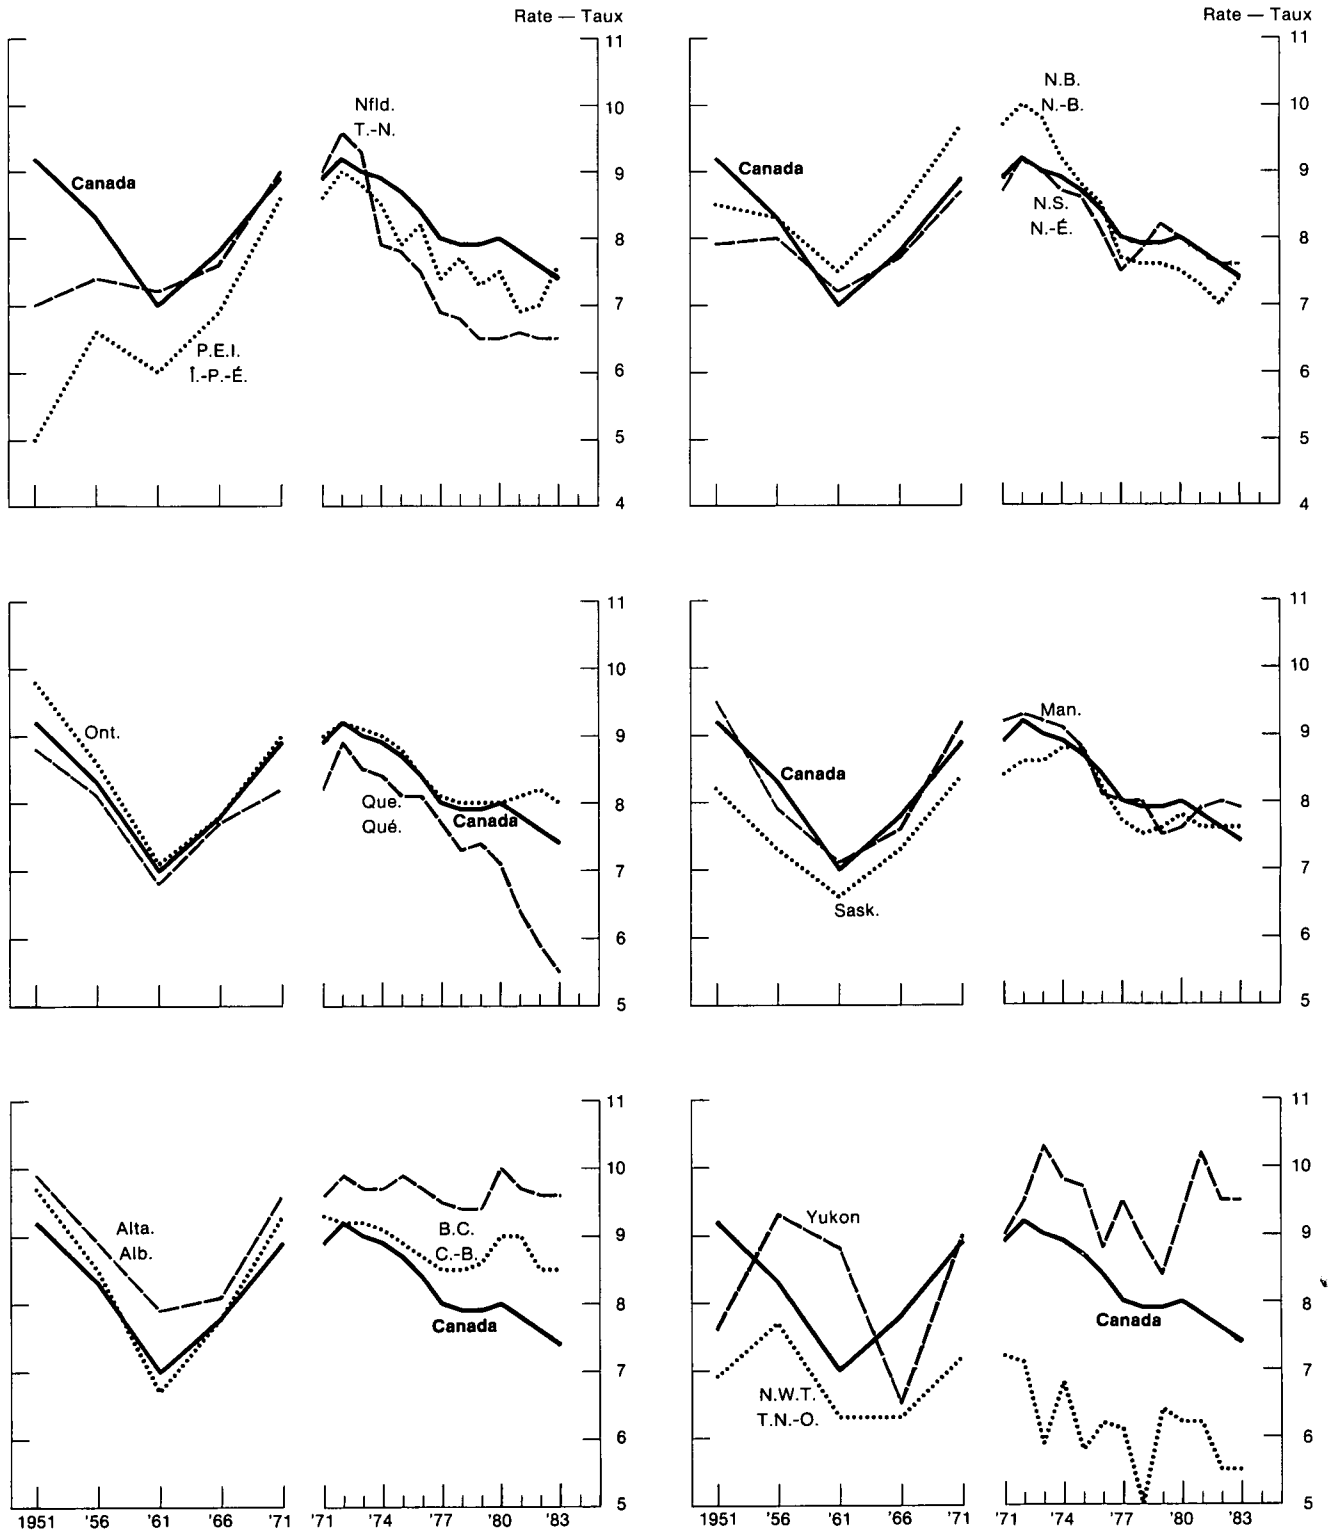 Rate — Taux
11
10
9
8
7
6
5
4
Nfld.
T.-N.
Canada
P.E.I.
Î.-P.-É.
Rate — Taux
11
10
9
8
7
6
5
4
N.B.
N.-B.
Canada
N.S.
N.-É.
11
10
9
8
7
6
5
Ont.
Que.
Qué.
Canada
11
10
9
8
7
6
5
Man.
Canada
Sask.
11
10
9
8
7
6
5
Alta.
Alb.
B.C.
C.-B.
Canada
1951 '56 '61 '66 '71 '71 '74 '77 '80 '83
11
10
9
8
7
6
5
Yukon
Canada
N.W.T.
T.N.-O.
1951 '56 '61 '66 '71 '71 '74 '77 '80 '83